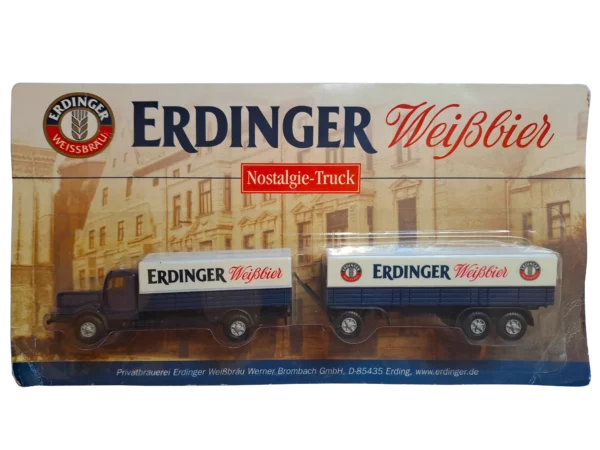 ERDINGER
WEISSBRÄU
ERDINGER Weißbier
Nostalgie-Truck
ERDINGER Weißbier
ERDINGER Weißbier
Privatbrauerei Erdinger Weißbräu Werner Brombach GmbH, D-85435 Erding, www.erdinger.de